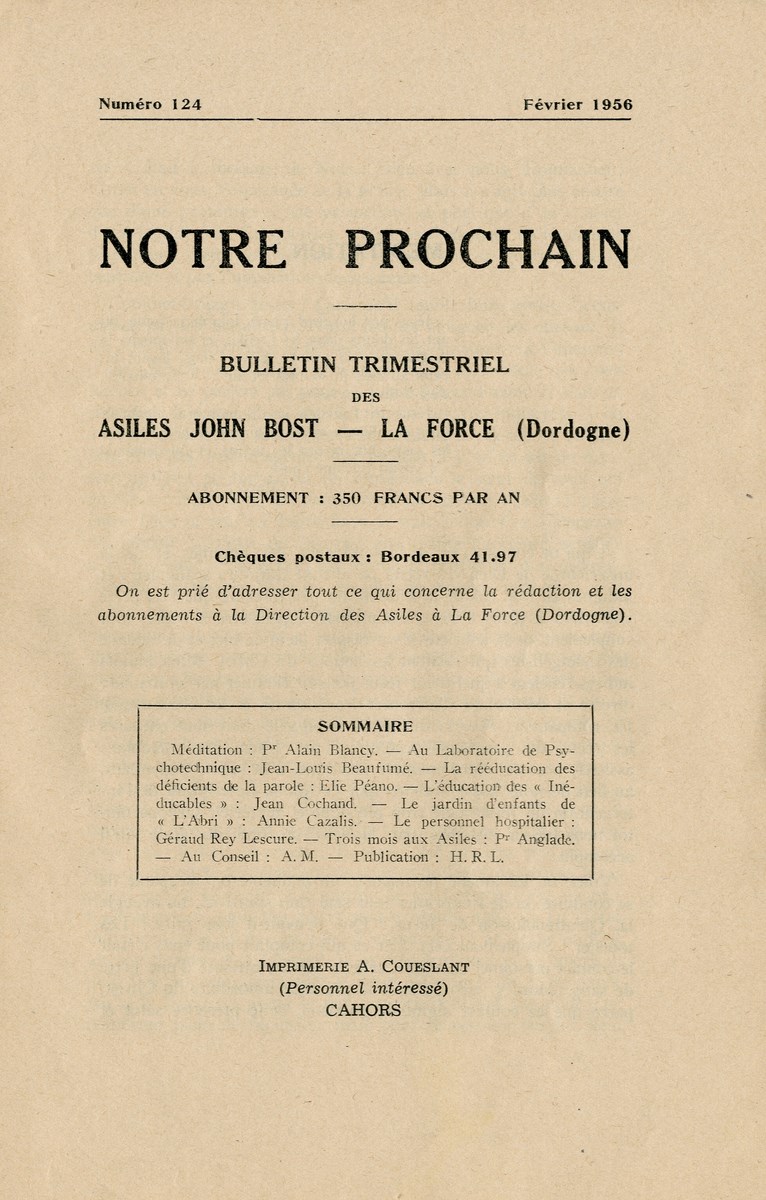 Numéro 124 Février 1956
NOTRE PROCHAIN
BULLETIN TRIMESTRIEL
DES
ASILES JOHN BOST — LA FORCE (Dordogne)
ABONNEMENT : 350 FRANCS PAR AN
Chèques postaux : Bordeaux 41.97
On est prié d'adresser tout ce qui concerne la rédaction et les
abonnements à la Direction des Asiles à La Force (Dordogne).
SOMMAIRE
Méditation : Pr Alain Blancy. — Au Laboratoire de Psy-
chotechnique : Jean-Louis Beaufumé. — La rééducation des
déficients de la parole : Elie Péano. — L'éducation des « Iné-
ducables » : Jean Cochand. — Le jardin d'enfants de
« L'Abri » : Annie Cazalis. — Le personnel hospitalier :
Géraud Rey Lescure. — Trois mois aux Asiles : Pr Anglade.
— Au Conseil : A. M. — Publication : H. R. L.
IMPRIMERIE A. COUESLANT
(Personnel intéressé)
CAHORS